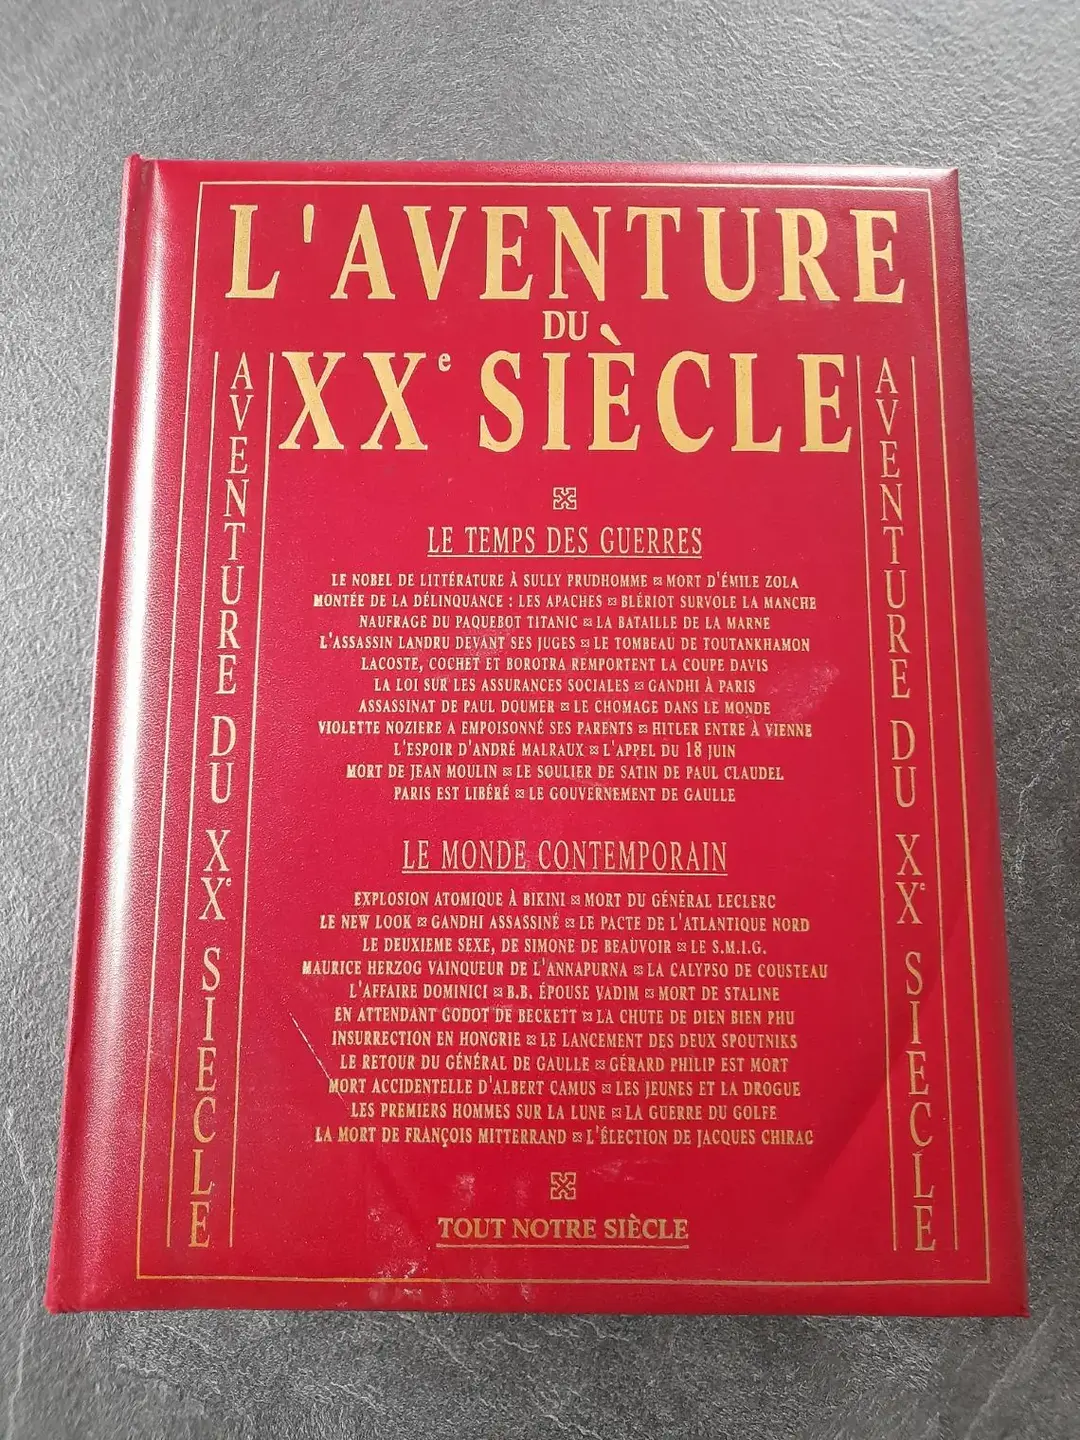 L'AVENTURE
DU
XXe SIÈCLE
AVENTURE DU XXe SIECLE
AVENTURE DU XXe SIECLE
LE TEMPS DES GUERRES
LE NOBEL DE LITTÉRATURE À SULLY PRUDHOMME MORT D'ÉMILE ZOLA
MONTÉE DE LA DÉLINQUANCE : LES APACHES BLÉRIOT SURVOLE LA MANCHE
NAUFRAGE DU PAQUEBOT TITANIC LA BATAILLE DE LA MARNE
L'ASSASSIN LANDRU DEVANT SES JUGES LE TOMBEAU DE TOUTANKHAMON
LACOSTE, COCHET ET BOROTRA REMPORTENT LA COUPE DAVIS
LA LOI SUR LES ASSURANCES SOCIALES GANDHI À PARIS
ASSASSINAT DE PAUL DOUMER LE CHOMAGE DANS LE MONDE
VIOLETTE NOZIERE A EMPOISONNÉ SES PARENTS HITLER ENTRE À VIENNE
L'ESPOIR D'ANDRÉ MALRAUX L'APPEL DU 18 JUIN
MORT DE JEAN MOULIN LE SOULIER DE SATIN DE PAUL CLAUDEL
PARIS EST LIBÉRÉ LE GOUVERNEMENT DE GAULLE
LE MONDE CONTEMPORAIN
EXPLOSION ATOMIQUE À BIKINI MORT DU GÉNÉRAL LECLERC
LE NEW LOOK GANDHI ASSASSINÉ LE PACTE DE L'ATLANTIQUE NORD
LE DEUXIEME SEXE, DE SIMONE DE BEAUVOIR LE S.M.I.G.
MAURICE HERZOG VAINQUEUR DE L'ANNAPURNA LA CALYPSO DE COUSTEAU
L'AFFAIRE DOMINICI B.B. ÉPOUSE VADIM MORT DE STALINE
EN ATTENDANT GODOT DE BECKETT LA CHUTE DE DIEN BIEN PHU
INSURRECTION EN HONGRIE LE LANCEMENT DES DEUX SPOUTNIKS
LE RETOUR DU GÉNÉRAL DE GAULLE GÉRARD PHILIP EST MORT
MORT ACCIDENTELLE D'ALBERT CAMUS LES JEUNES ET LA DROGUE
LES PREMIERS HOMMES SUR LA LUNE LA GUERRE DU GOLFE
LA MORT DE FRANÇOIS MITTERRAND L'ÉLECTION DE JACQUES CHIRAC
TOUT NOTRE SIÈCLE